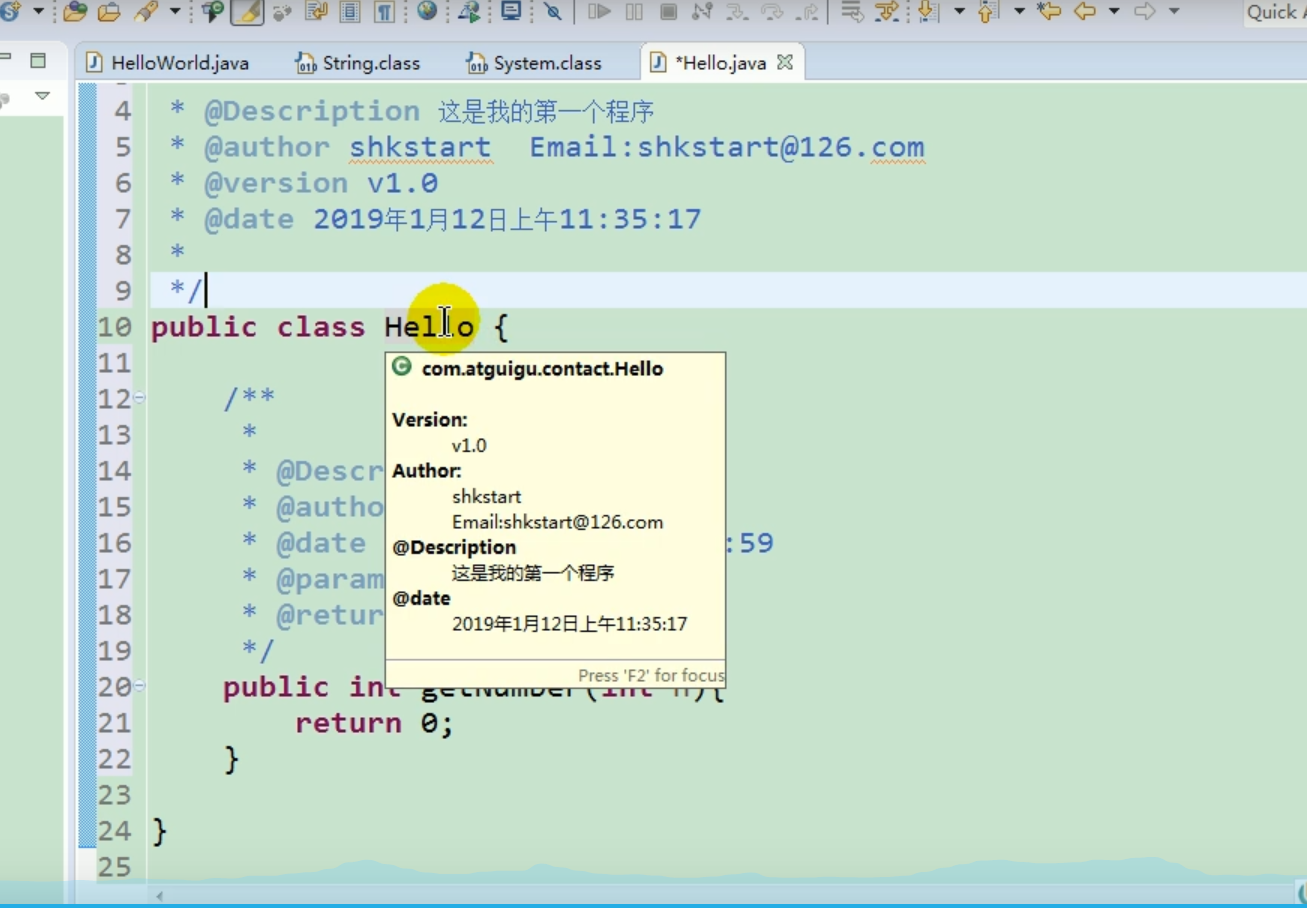 Quick
HelloWorld.java String.class System.class *Hello.java
4 * @Description 这是我的第一个程序
5 * @author shkstart Email:shkstart@126.com
6 * @version v1.0
7 * @date 2019年1月12日上午11:35:17
8 *
9 */
10 public class Hello {
11
com.atguigu.contact.Hello
12 /**
Version:
13 *
v1.0
14 * @Descr
Author:
15 * @autho
shkstart
Email:shkstart@126.com
16 * @date :59
@Description
17 * @param
这是我的第一个程序
@date
18 * @retur
2019年1月12日上午11:35:17
19 */
Press 'F2' for focus
20 public int getNumber(int n){
21 return 0;
22 }
23
24 }
25